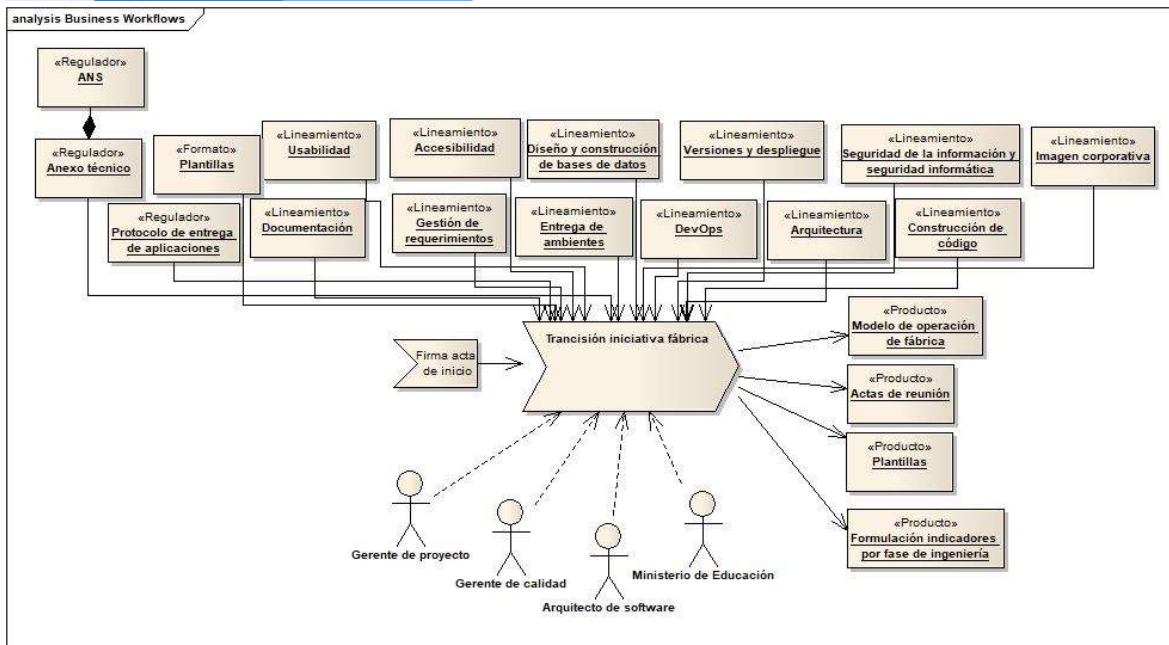 analysis Business Workflows
«Regulador»
ANS
«Regulador»
Anexo técnico
«Formato»
Plantillas
«Lineamiento»
Usabilidad
«Lineamiento»
Accesibilidad
«Lineamiento»
Diseño y construcción
de bases de datos
«Lineamiento»
Versiones y despliegue
«Lineamiento»
Seguridad de la información y
seguridad informática
«Lineamiento»
Imagen corporativa
«Regulador»
Protocolo de entrega
de aplicaciones
«Lineamiento»
Documentación
«Lineamiento»
Gestión de
requerimientos
«Lineamiento»
Entrega de
ambientes
«Lineamiento»
DevOps
«Lineamiento»
Arquitectura
«Lineamiento»
Construcción de
código
Firma acta
de inicio
Trancisión iniciativa fábrica
«Producto»
Modelo de operación
de fábrica
«Producto»
Actas de reunión
«Producto»
Plantillas
«Producto»
Formulación indicadores
por fase de ingeniería
Gerente de proyecto
Gerente de calidad
Arquitecto de software
Ministerio de Educación